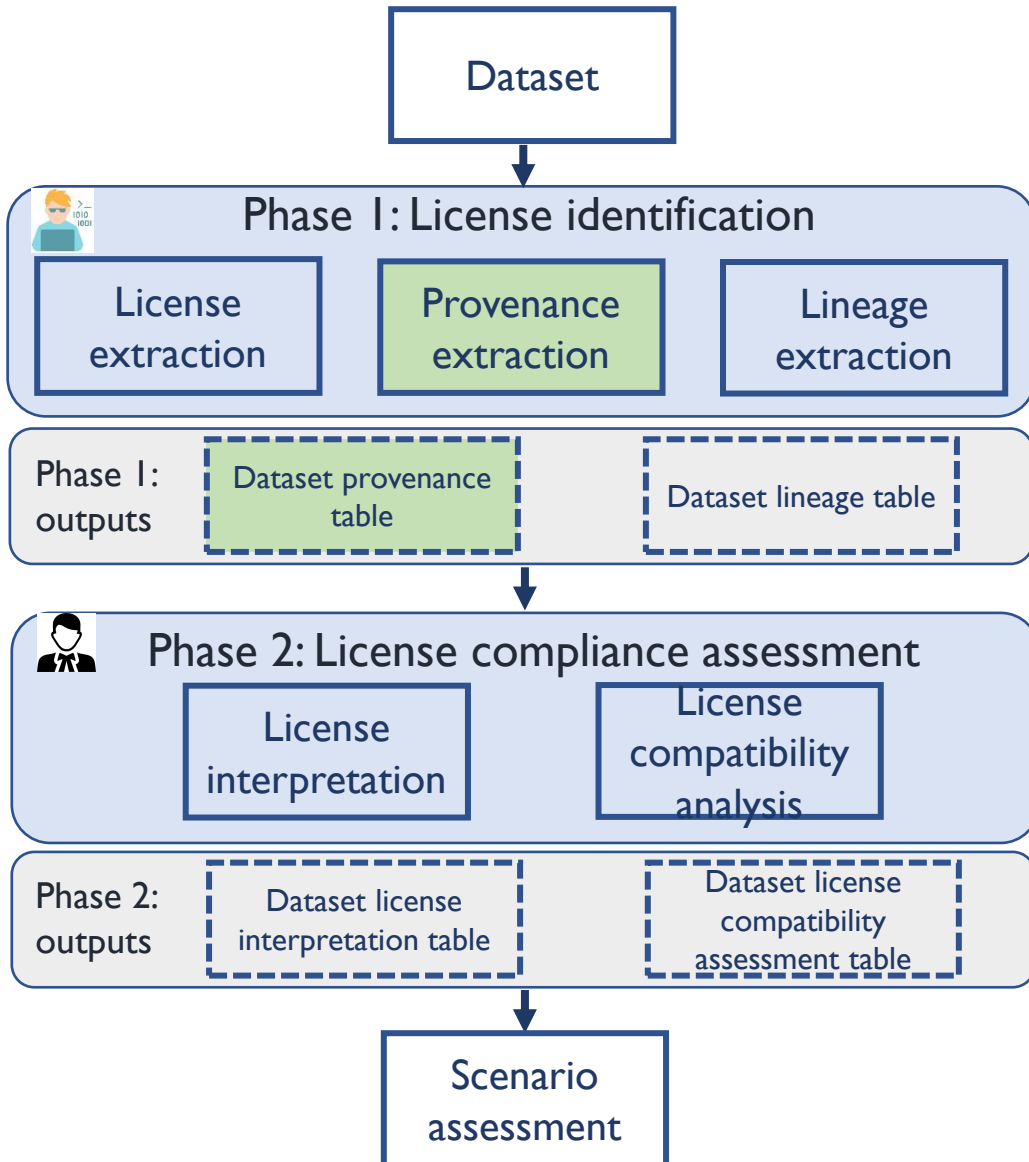 Dataset
>_
1010
1001
Phase 1: License identification
License
extraction
Provenance
extraction
Lineage
extraction
Phase 1:
outputs
Dataset provenance
table
Dataset lineage table
Phase 2: License compliance assessment
License
interpretation
License
compatibility
analysis
Phase 2:
outputs
Dataset license
interpretation table
Dataset license
compatibility
assessment table
Scenario
assessment